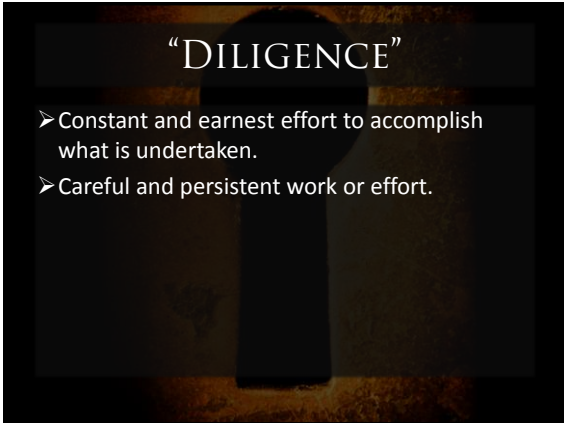 “DILIGENCE”
➢Constant and earnest effort to accomplish
what is undertaken.
➢Careful and persistent work or effort.